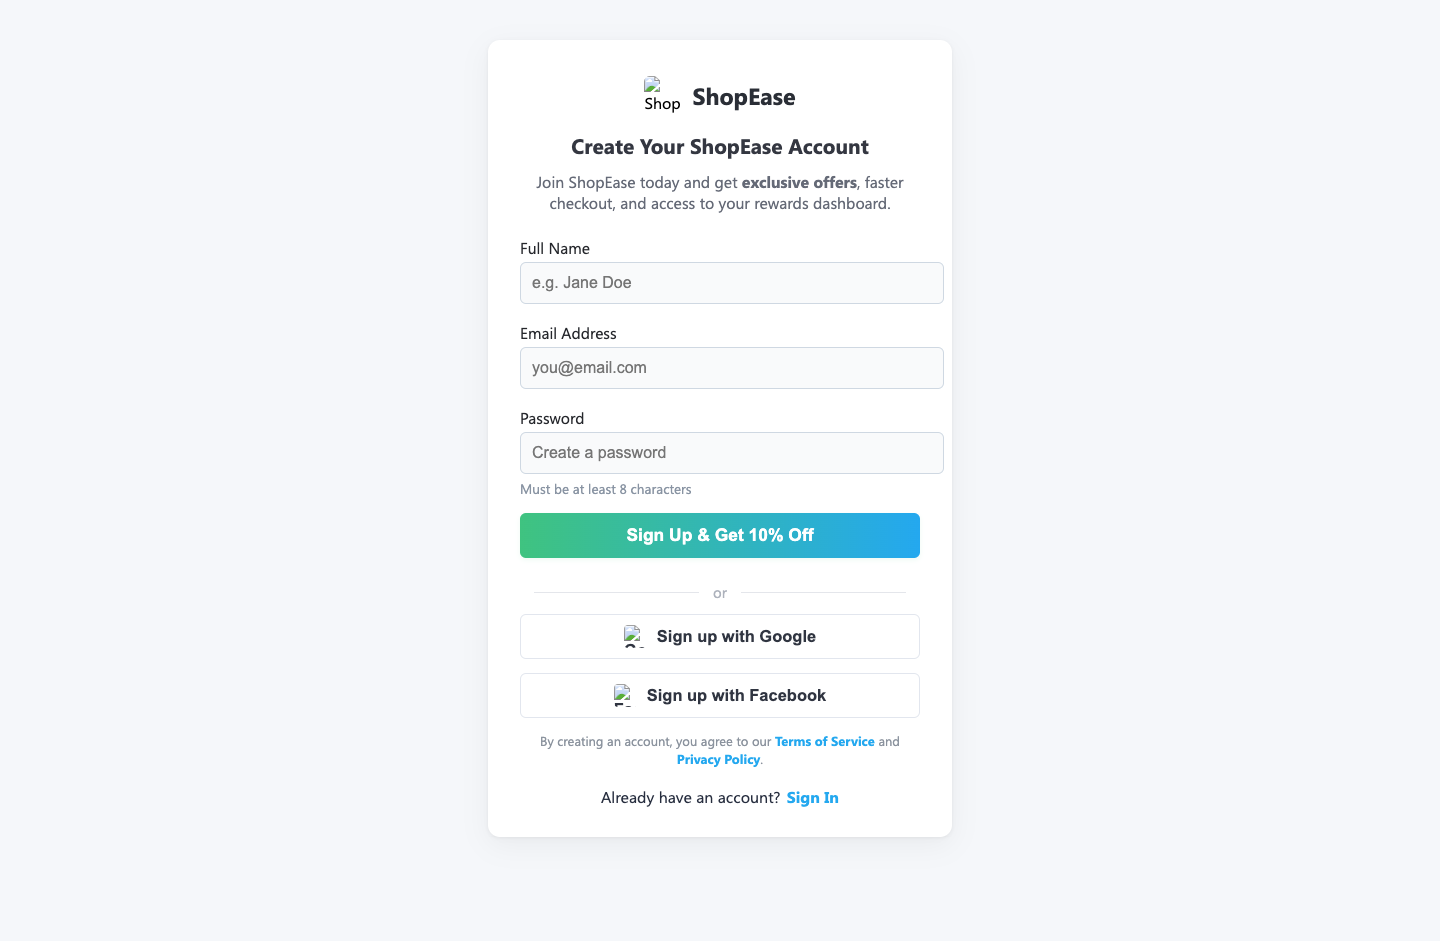 Shop ShopEase
Create Your ShopEase Account
Join ShopEase today and get exclusive offers, faster
checkout, and access to your rewards dashboard.
Full Name
e.g. Jane Doe
Email Address
you@email.com
Password
Create a password
Must be at least 8 characters
Sign Up & Get 10% Off
or
Sign up with Google
Sign up with Facebook
By creating an account, you agree to our Terms of Service and
Privacy Policy.
Already have an account? Sign In